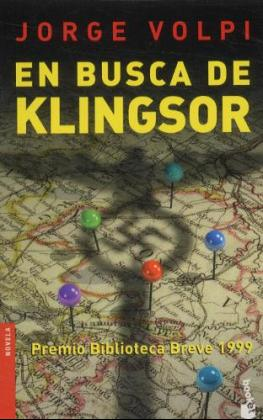 JORGE VOLPI
EN BUSCA DE
KLINGSOR
Premio Biblioteca Breve 1999
NOVELA
booket